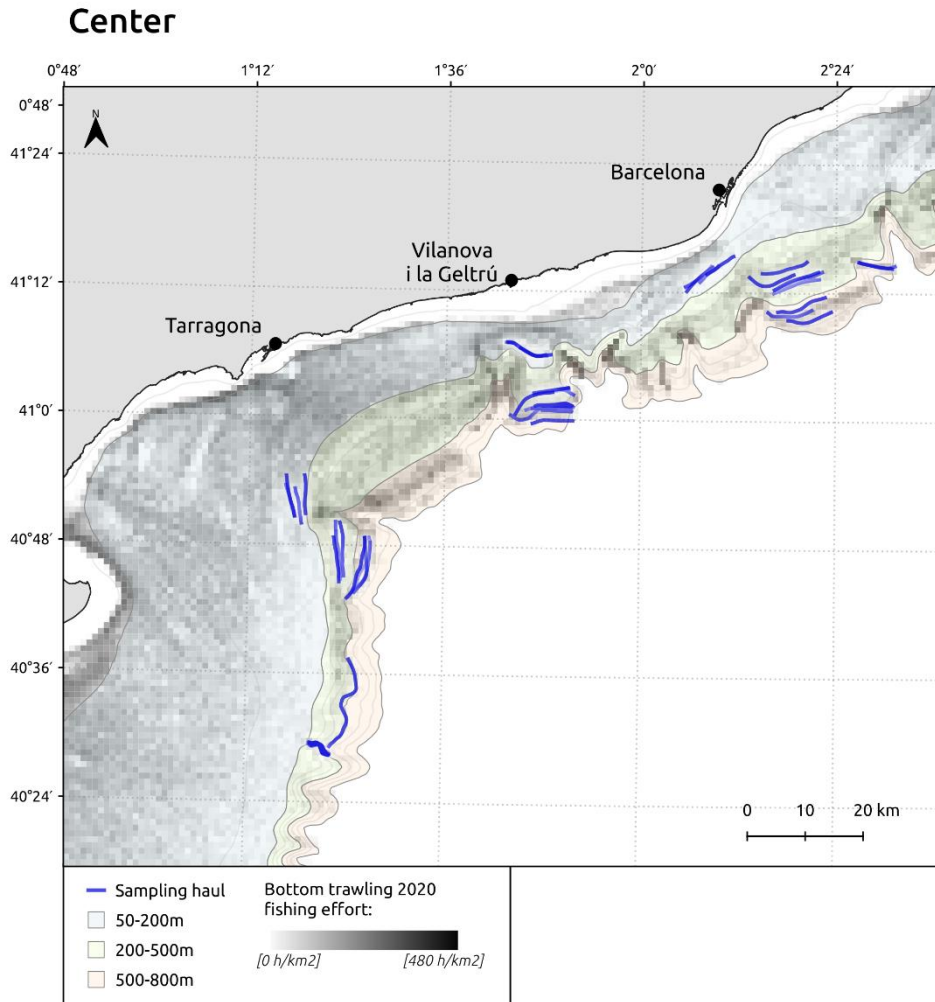 Center
0°48′ 1°12′ 1°36′ 2°0′ 2°24′
0°48′
N
41°24′
Barcelona
Vilanova
i la Geltrú
41°12′
Tarragona
41°0′
40°48′
40°36′
40°24′
0 10 20 km
Sampling haul
50-200m
200-500m
500-800m
Bottom trawling 2020
fishing effort:
[0 h/km2] [480 h/km2]